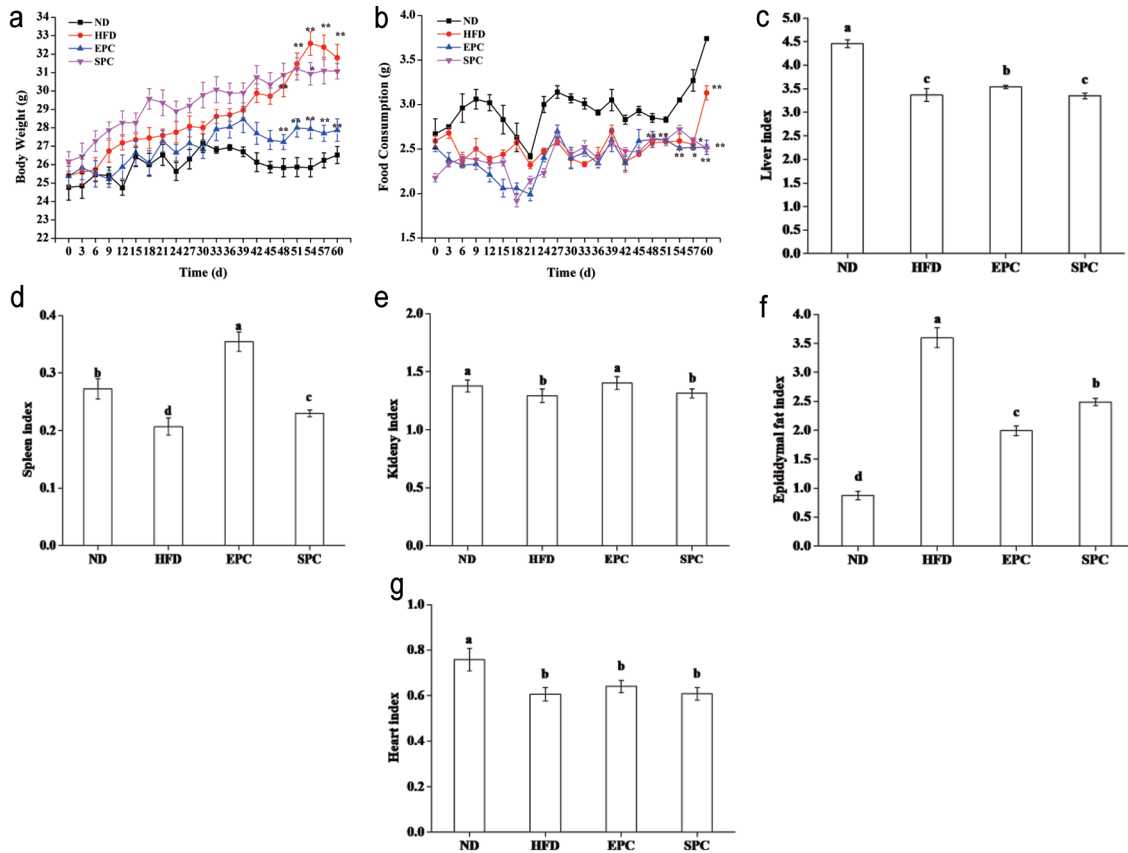 a
Body Weight (g)
34
33
32
31
30
29
28
27
26
25
24
23
22
ND
HFD
EPC
SPC
** ** ** **
** * ** ** ** ** **
0 3 6 9 12 15 18 21 24 27 30 33 36 39 42 45 48 51 54 57 60
Time (d)
b
Food Consumption (g)
4.0
3.5
3.0
2.5
2.0
1.5
ND
HFD
EPC
SPC
**
** ** * **
** * **
0 3 6 9 12 15 18 21 24 27 30 33 36 39 42 45 48 51 54 57 60
Time (d)
c
Liver index
5.0
4.5
4.0
3.5
3.0
2.5
2.0
1.5
1.0
0.5
0.0
a
c
b
c
ND HFD EPC SPC
d
Spleen index
0.4
0.3
0.2
0.1
0.0
b
d
a
c
ND HFD EPC SPC
e
Kideny index
2.0
1.5
1.0
0.5
0.0
a
b
a
b
ND HFD EPC SPC
f
Epididymal fat index
4.0
3.5
3.0
2.5
2.0
1.5
1.0
0.5
0.0
d
a
c
b
ND HFD EPC SPC
g
Heart index
1.0
0.8
0.6
0.4
0.2
0.0
a
b
b
b
ND HFD EPC SPC